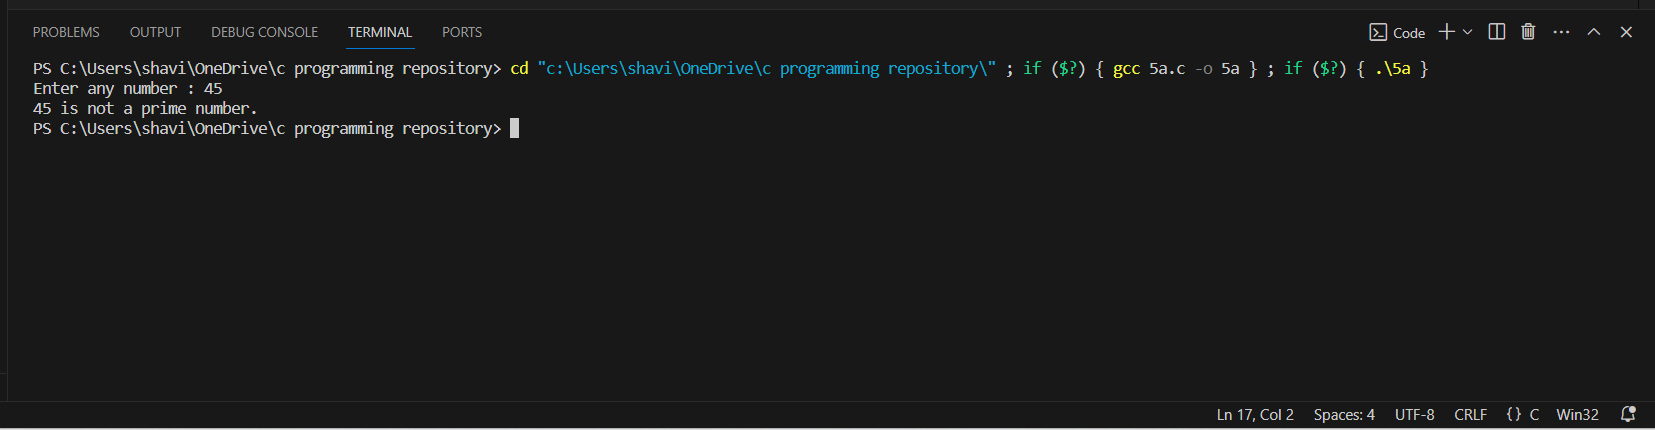 PROBLEMS OUTPUT DEBUG CONSOLE TERMINAL PORTS Code
PS C:\Users\shavi\OneDrive\c programming repository> cd "c:\Users\shavi\OneDrive\c programming repository\" ; if ($?) { gcc 5a.c -o 5a } ; if ($?) { .\5a }
Enter any number : 45
45 is not a prime number.
PS C:\Users\shavi\OneDrive\c programming repository>
Ln 17, Col 2 Spaces: 4 UTF-8 CRLF {} C Win32